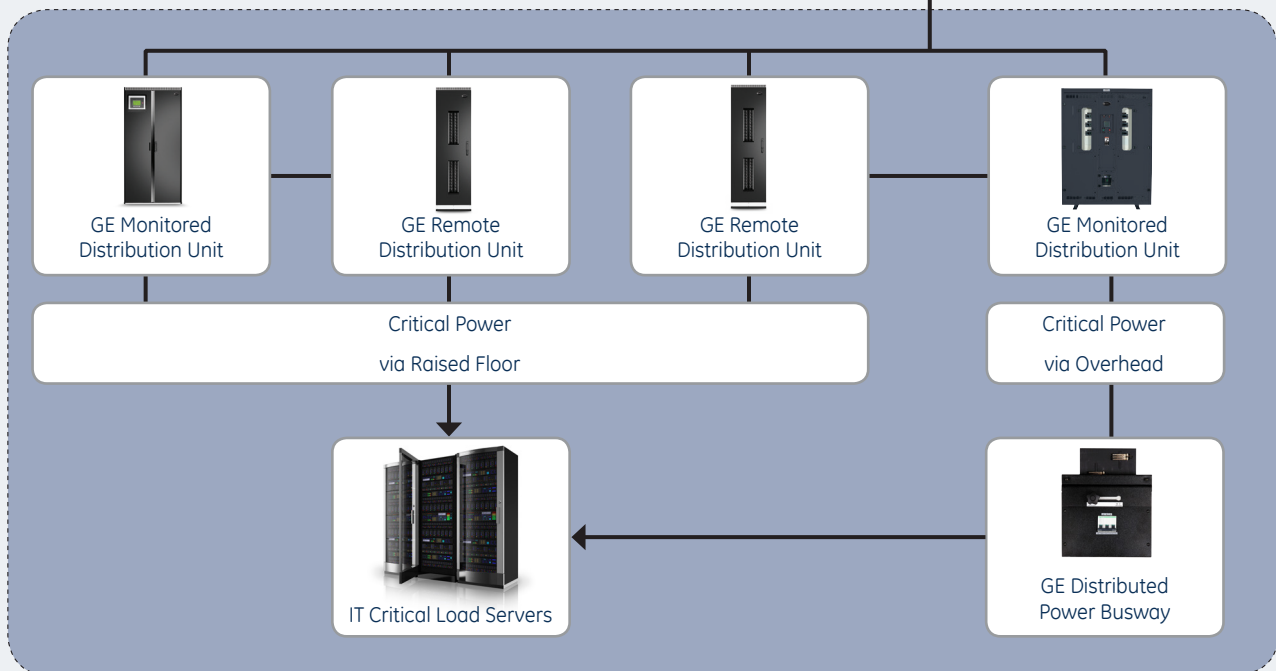 GE Monitored
Distribution Unit
GE Remote
Distribution Unit
GE Remote
Distribution Unit
GE Monitored
Distribution Unit
Critical Power
via Raised Floor
Critical Power
via Overhead
IT Critical Load Servers
GE Distributed
Power Busway